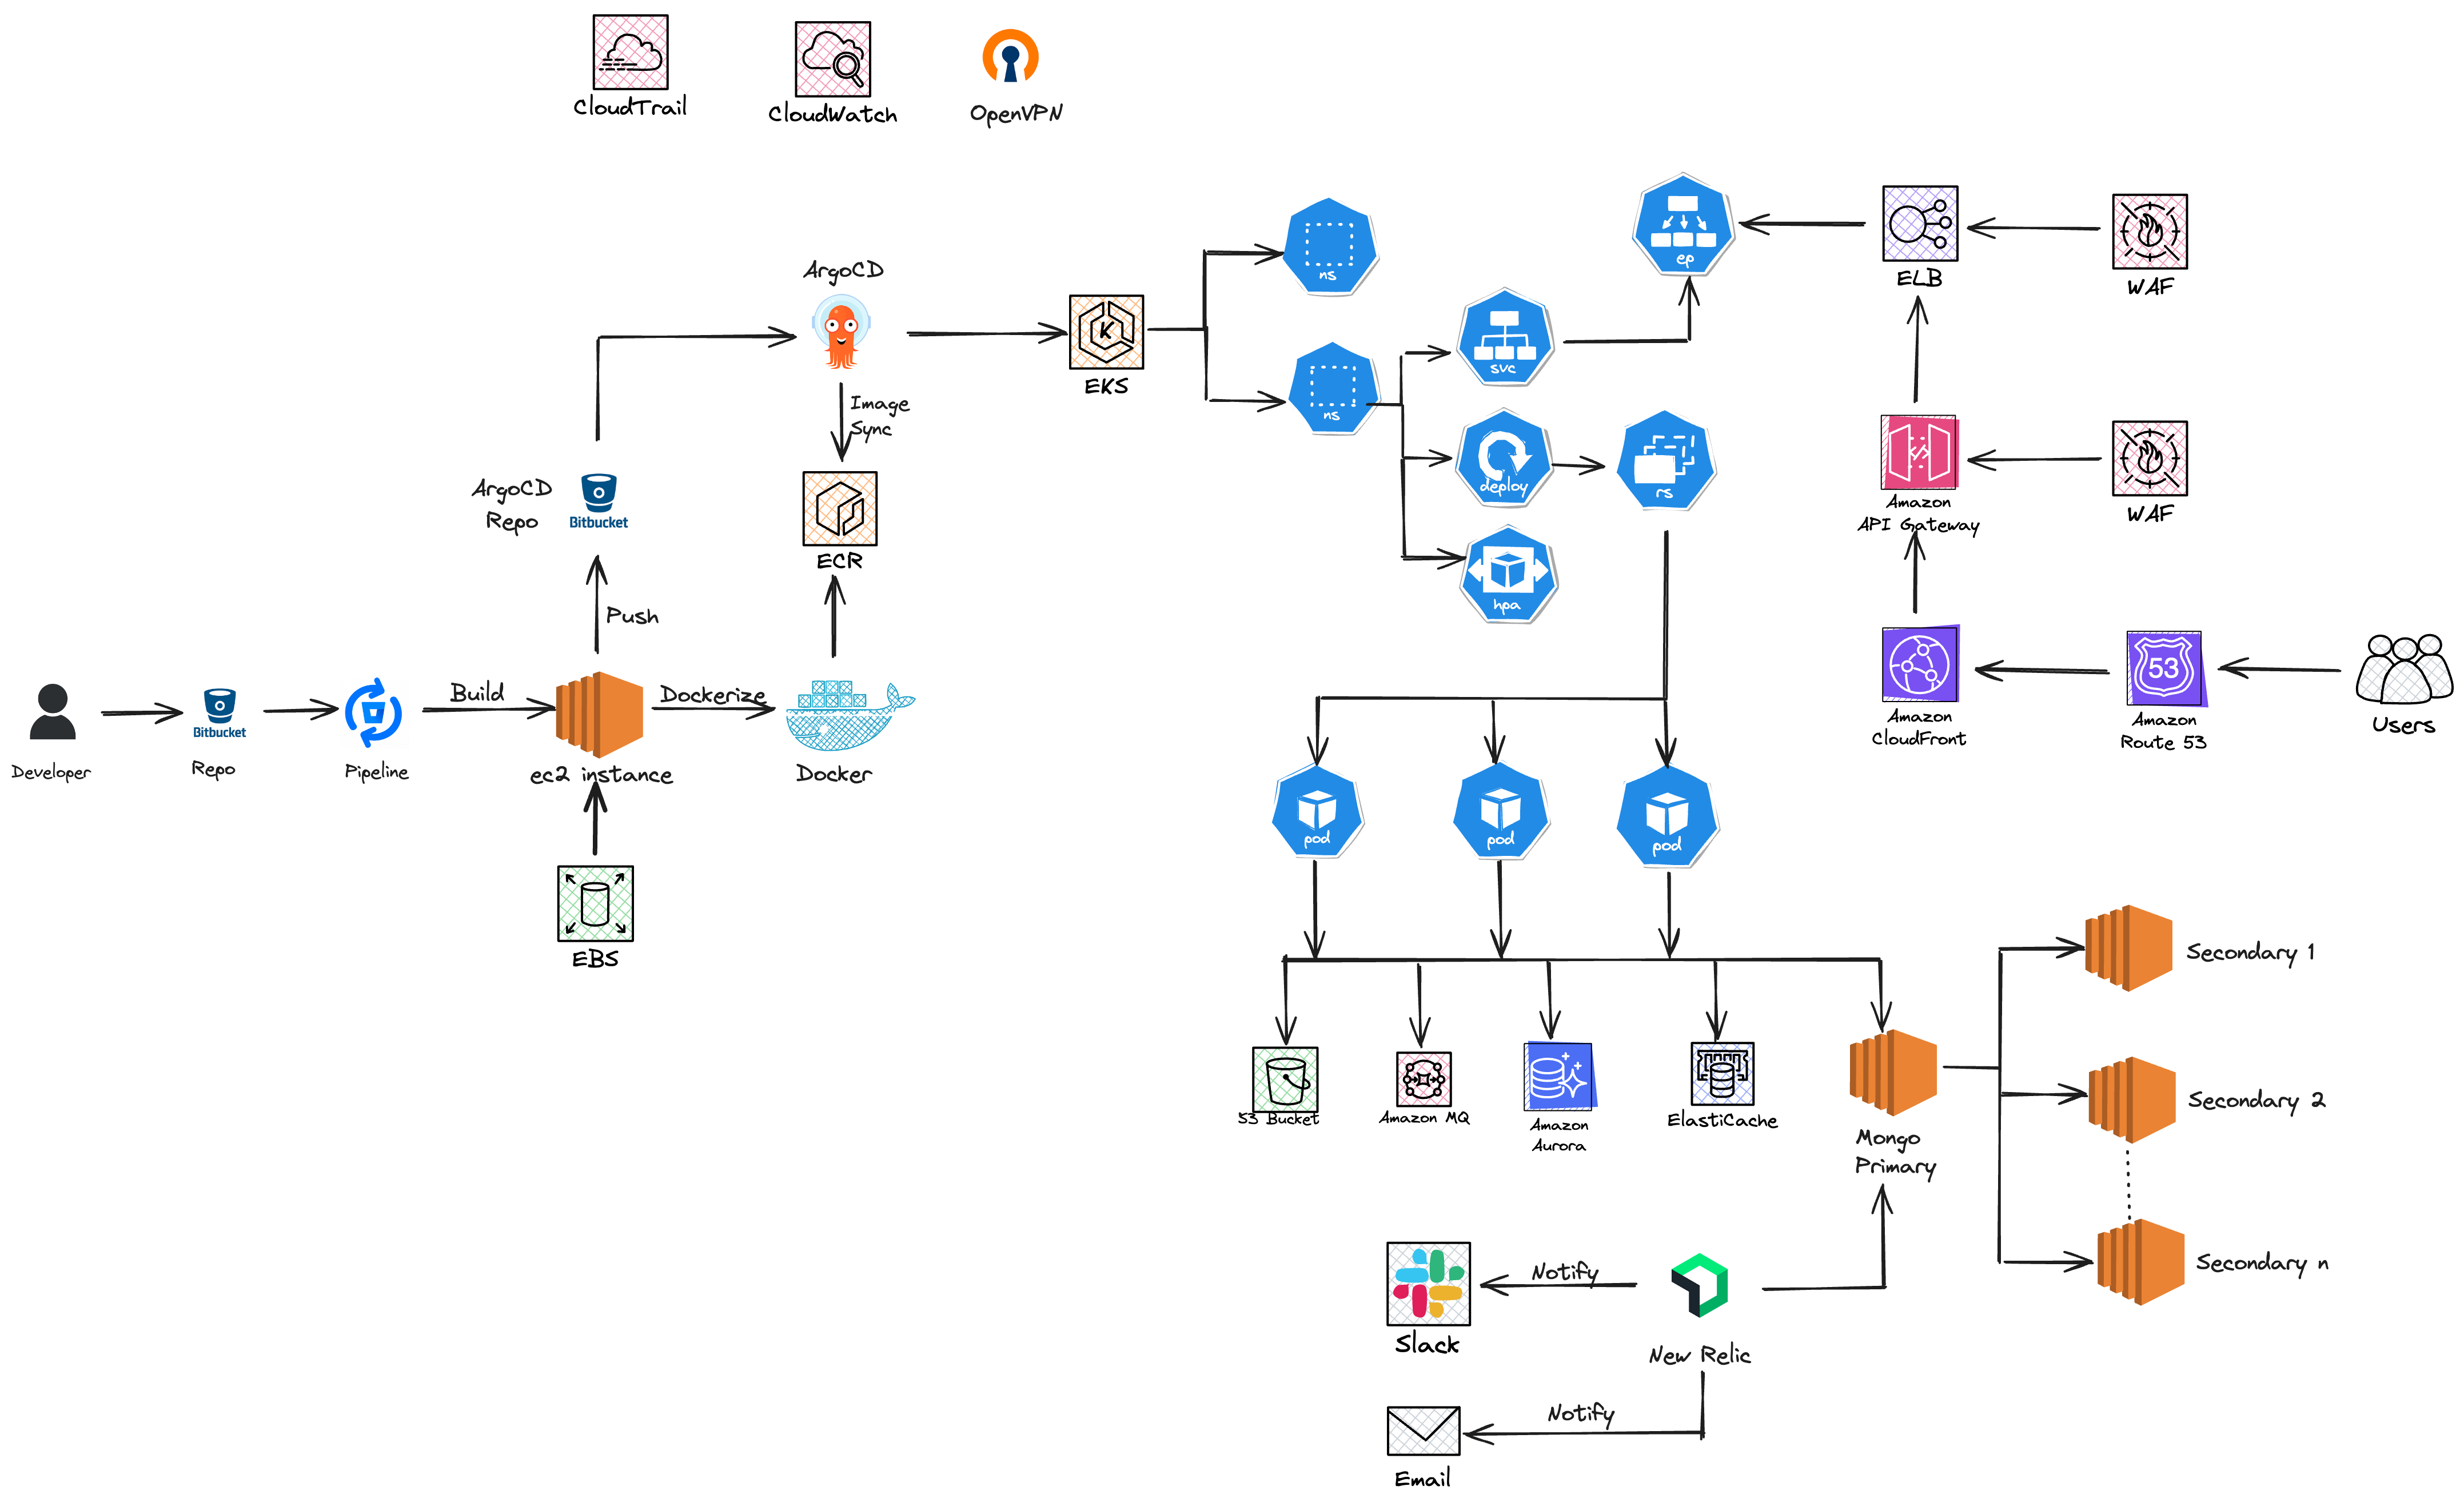 CloudTrail
CloudWatch
OpenVPN
ns
ep
ELB
WAF
ArgoCD
EKS
ns
svc
Image
Sync
deploy
rs
hpa
ArgoCD
Repo
Bitbucket
ECR
Amazon
API Gateway
WAF
Push
Developer
Bitbucket
Repo
Pipeline
Build
ec2 instance
Dockerize
Docker
EBS
Amazon
CloudFront
53
Amazon
Route 53
Users
pod
pod
pod
S3 Bucket
Amazon MQ
Amazon
Aurora
ElastiCache
Mongo
Primary
Secondary 1
Secondary 2
Secondary n
Slack
Notify
New Relic
Notify
Email